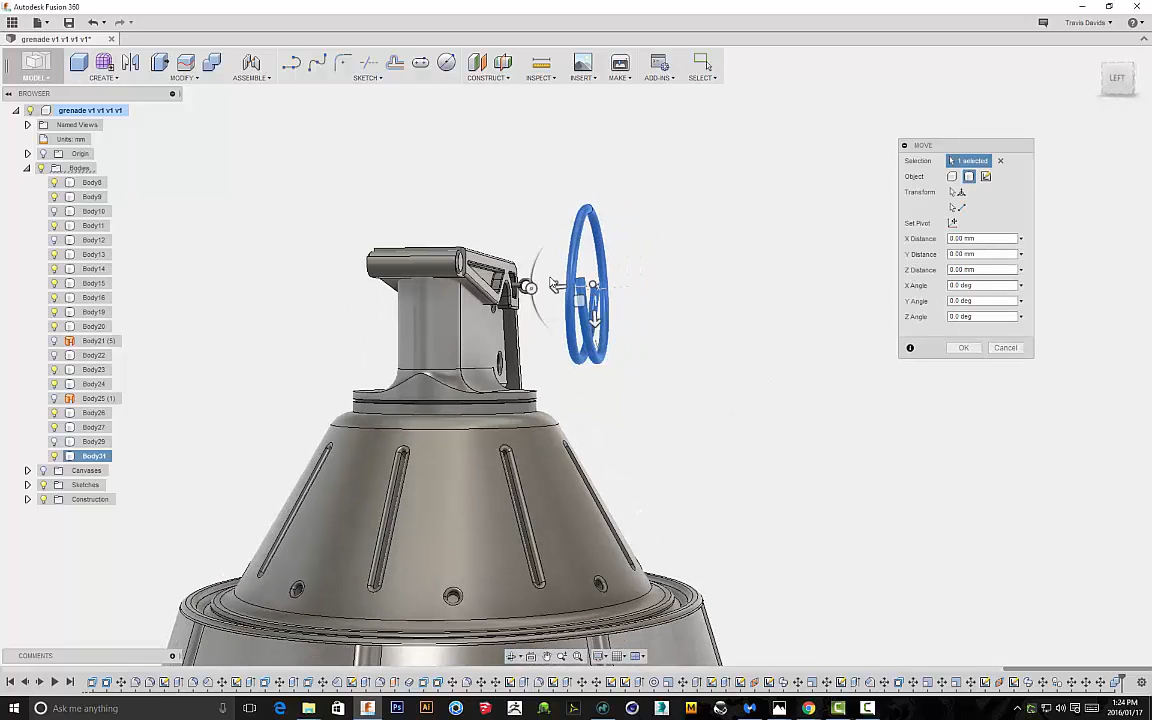 Autodesk Fusion 360
Travis Davids
grenade v1 v1 v1 v1*
MODEL
CREATE
MODIFY
ASSEMBLE
SKETCH
CONSTRUCT
INSPECT
INSERT
MAKE
ADD-INS
SELECT
BROWSER
grenade v1 v1 v1 v1
Named Views
Units: mm
Origin
Bodies
Body8
Body9
Body10
Body11
Body12
Body13
Body14
Body15
Body16
Body19
Body20
Body21 (5)
Body22
Body23
Body24
Body25 (1)
Body26
Body27
Body29
Body31
Canvases
Sketches
Construction
LEFT
MOVE
Selection 1 selected
Object
Transform
Set Pivot
X Distance 0.00 mm
Y Distance 0.00 mm
Z Distance 0.00 mm
X Angle 0.0 deg
Y Angle 0.0 deg
Z Angle 0.0 deg
OK Cancel
COMMENTS
Ask me anything
1:24 PM
2016/01/17